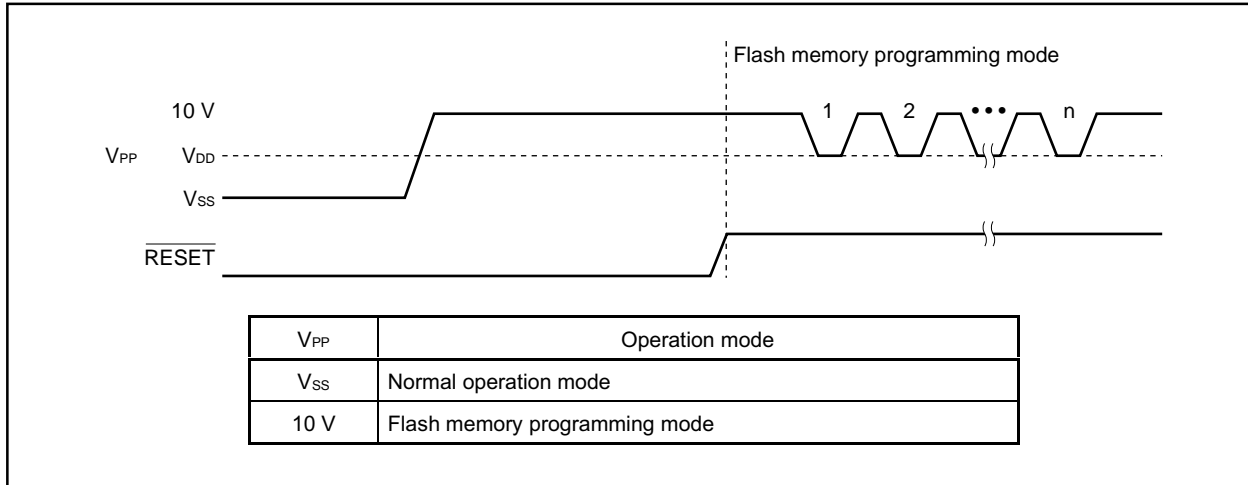 Flash memory programming mode
10 V
1 2 ••• n
VPP VDD
VSS
RESET
VPP Operation mode
VSS Normal operation mode
10 V Flash memory programming mode